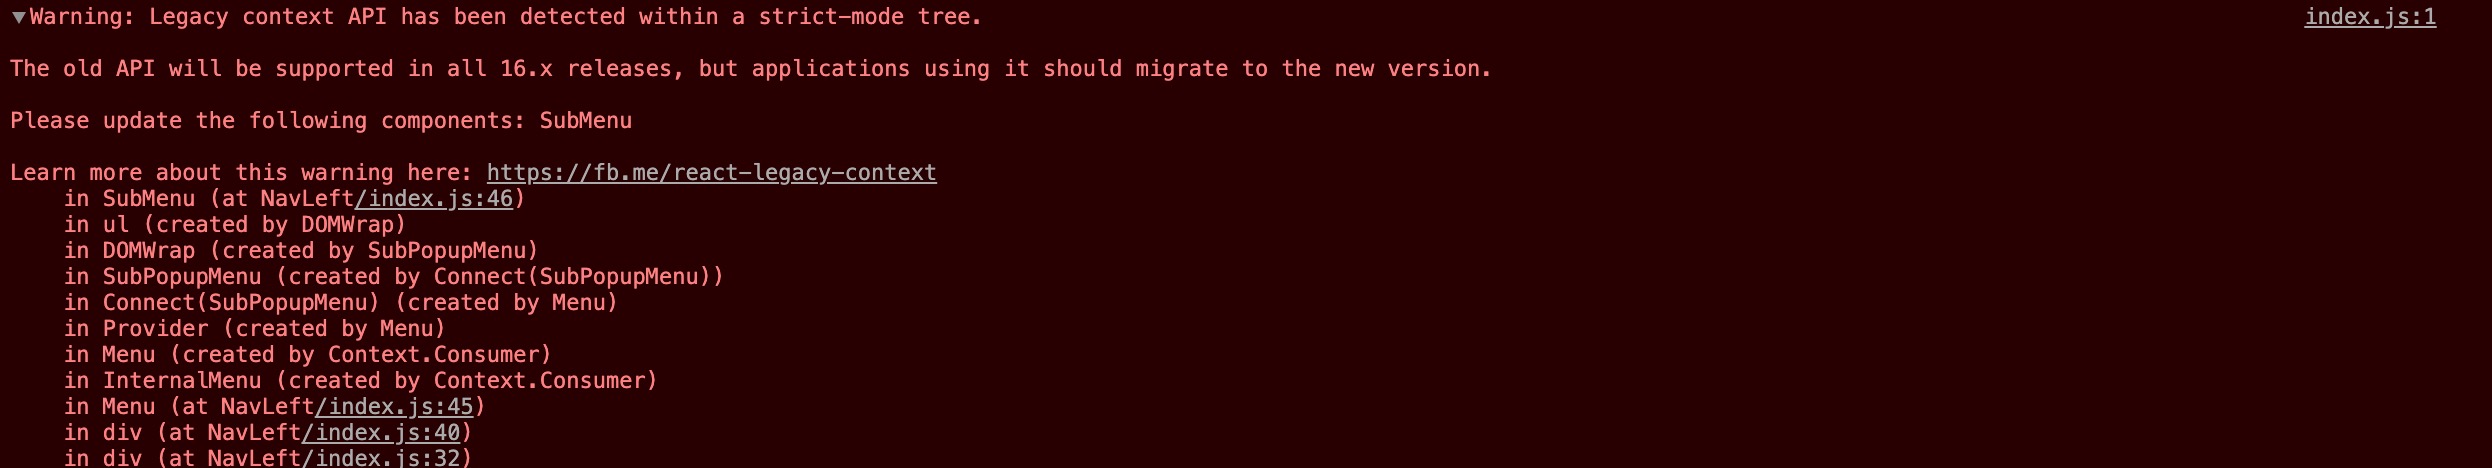 ▼Warning: Legacy context API has been detected within a strict-mode tree. index.js:1
The old API will be supported in all 16.x releases, but applications using it should migrate to the new version.
Please update the following components: SubMenu
Learn more about this warning here: https://fb.me/react-legacy-context
in SubMenu (at NavLeft/index.js:46)
in ul (created by DOMWrap)
in DOMWrap (created by SubPopupMenu)
in SubPopupMenu (created by Connect(SubPopupMenu))
in Connect(SubPopupMenu) (created by Menu)
in Provider (created by Menu)
in Menu (created by Context.Consumer)
in InternalMenu (created by Context.Consumer)
in Menu (at NavLeft/index.js:45)
in div (at NavLeft/index.js:40)
in div (at NavLeft/index.js:32)